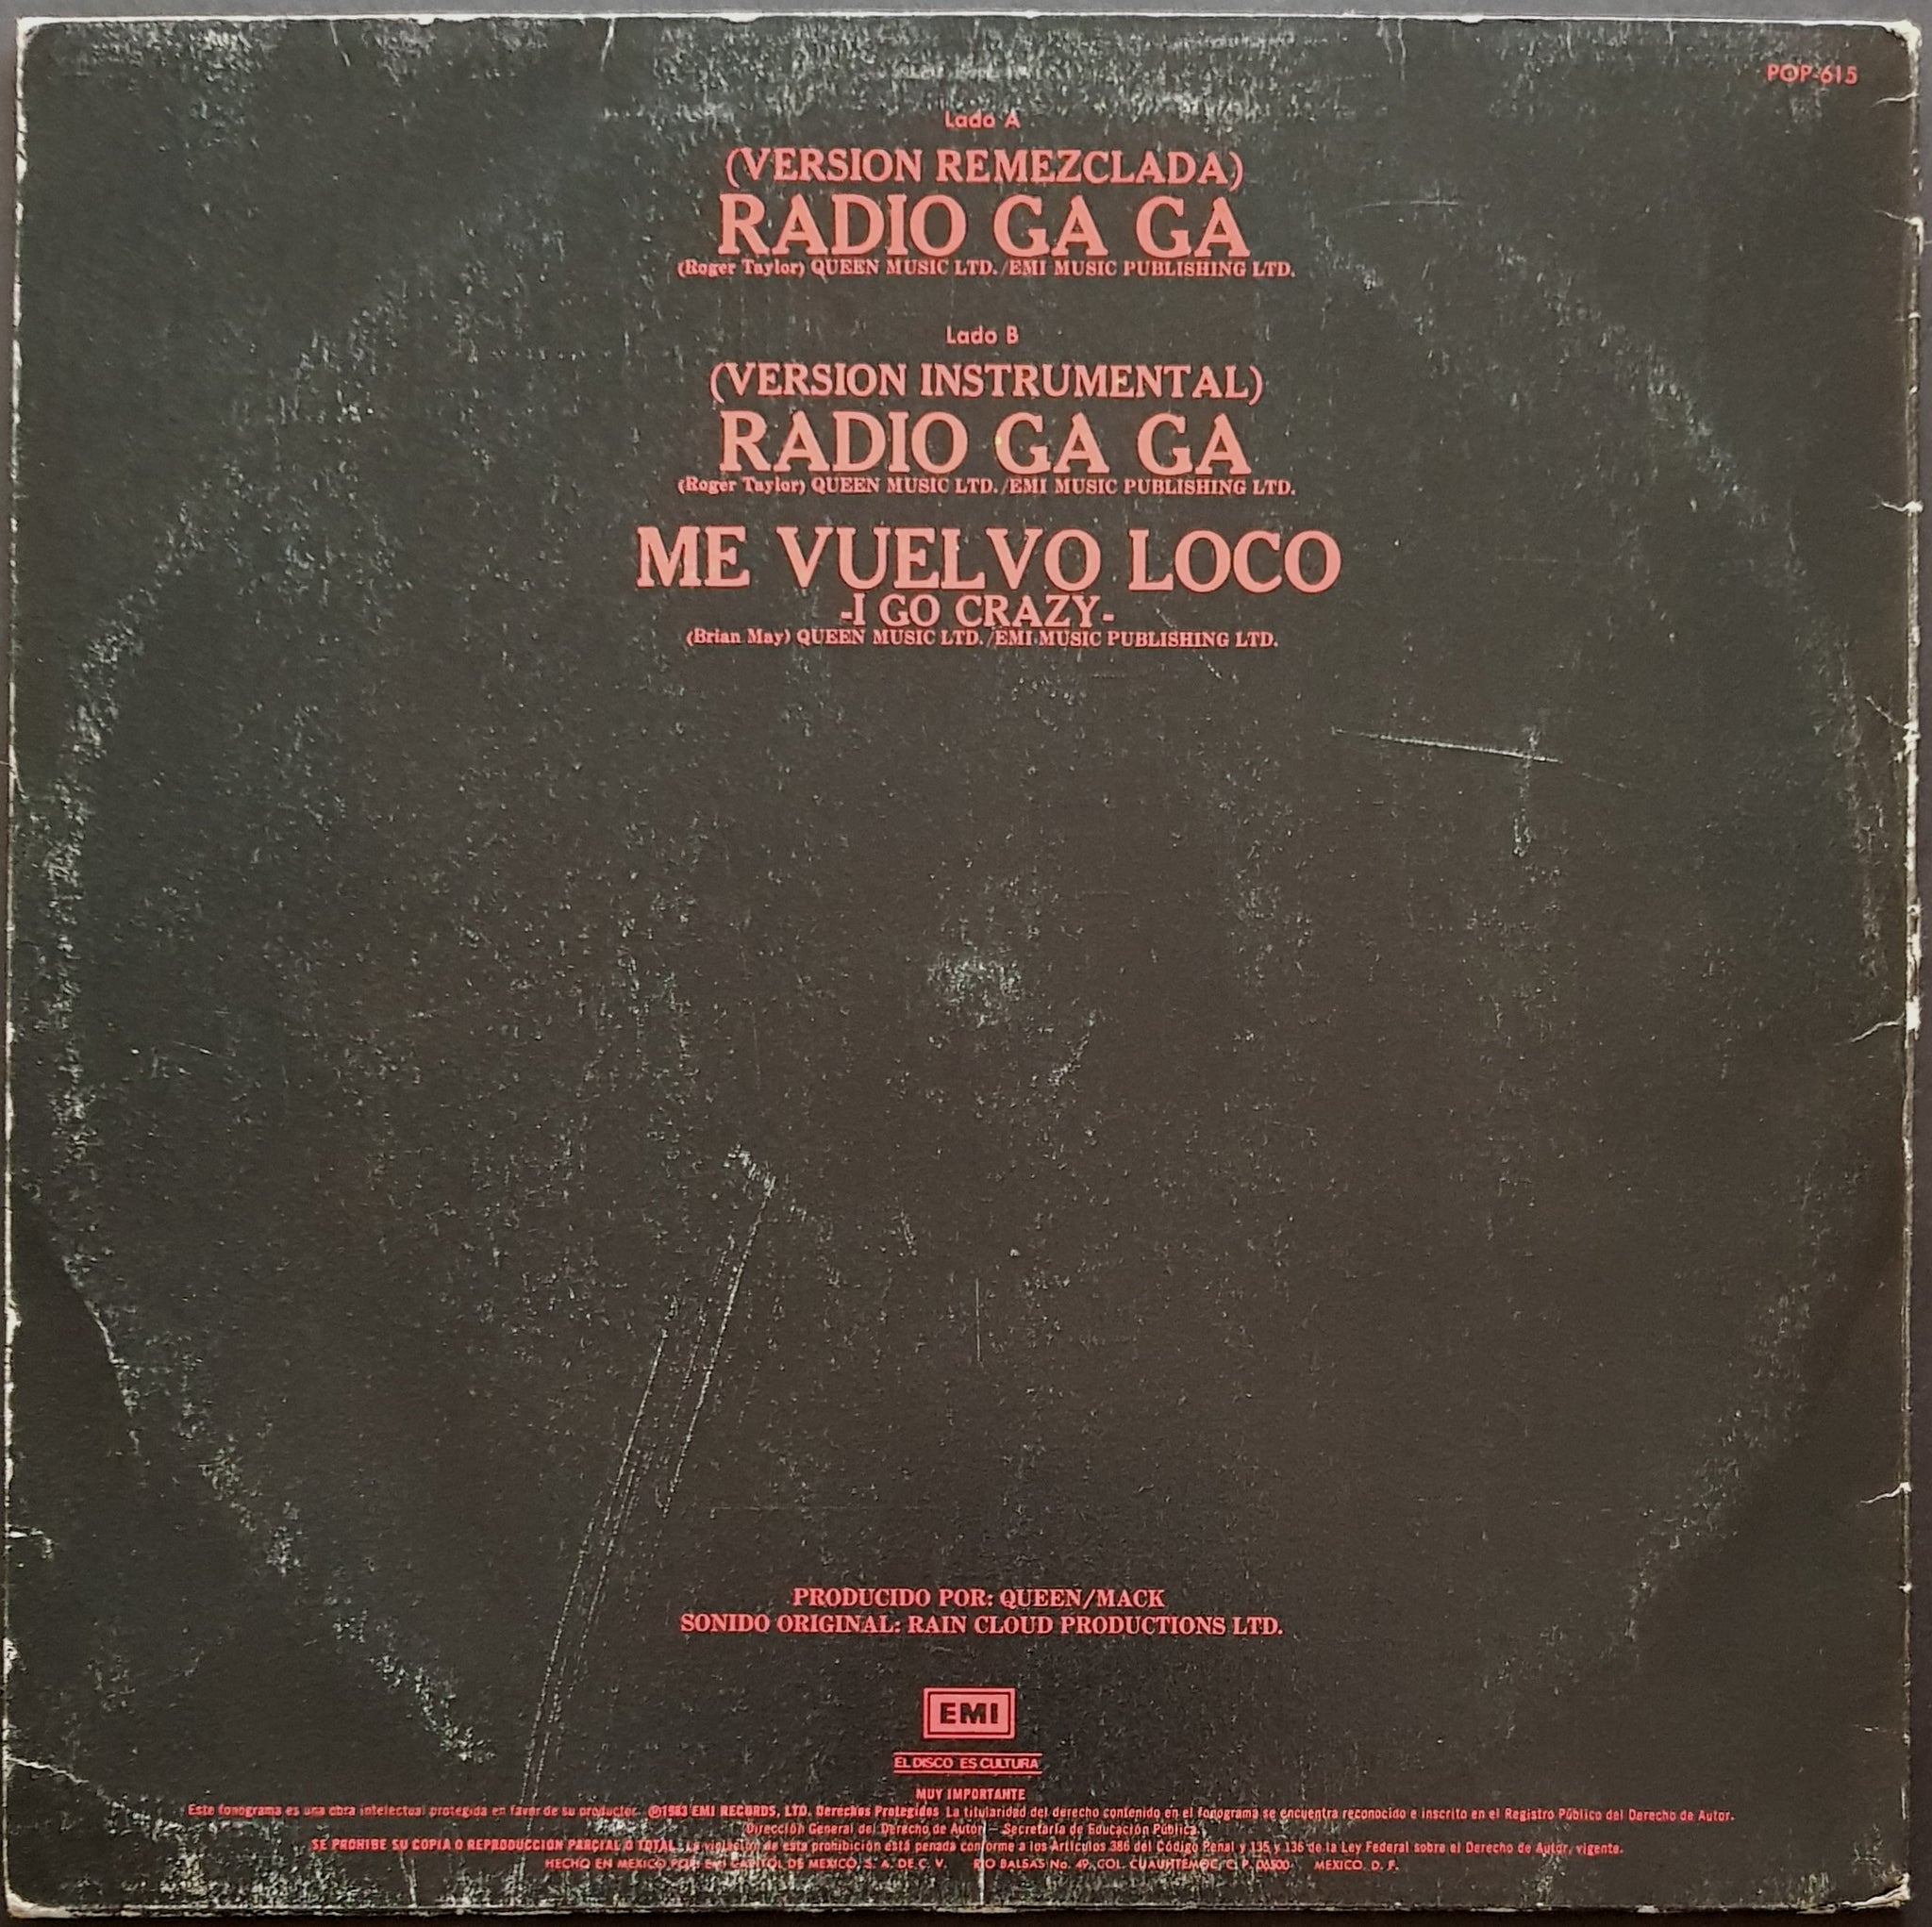 POP-615
Lado A
(VERSION REMEZCLADA)
RADIO GA GA
(Roger Taylor) QUEEN MUSIC LTD. /EMI MUSIC PUBLISHING LTD.
Lado B
(VERSION INSTRUMENTAL)
RADIO GA GA
(Roger Taylor) QUEEN MUSIC LTD. /EMI MUSIC PUBLISHING LTD.
ME VUELVO LOCO
-I GO CRAZY-
(Brian May) QUEEN MUSIC LTD. /EMI MUSIC PUBLISHING LTD.
PRODUCIDO POR: QUEEN/MACK
SONIDO ORIGINAL: RAIN CLOUD PRODUCTIONS LTD.
EMI
EL DISCO ES CULTURA
MUY IMPORTANTE
Este fonograma es una obra intelectual protegida en favor de su productor. ℗1983 EMI RECORDS, LTD. Derechos Protegidos La titularidad del derecho contenido en el fonograma se encuentra reconocido e inscrito en el Registro Público del Derecho de Autor.
Dirección General del Derecho de Autor — Secretaría de Educación Pública.
SE PROHIBE SU COPIA O REPRODUCCION PARCIAL O TOTAL. La violación de esta prohibición está penada conforme a los Artículos 386 del Código Penal y 135 y 136 de la Ley Federal sobre el Derecho de Autor, vigente.
HECHO EN MEXICO POR: EMI CAPITOL DE MEXICO, S. A. DE C. V. RIO BALSAS No. 49, COL. CUAUHTEMOC, C. P. 06500 MEXICO, D. F.